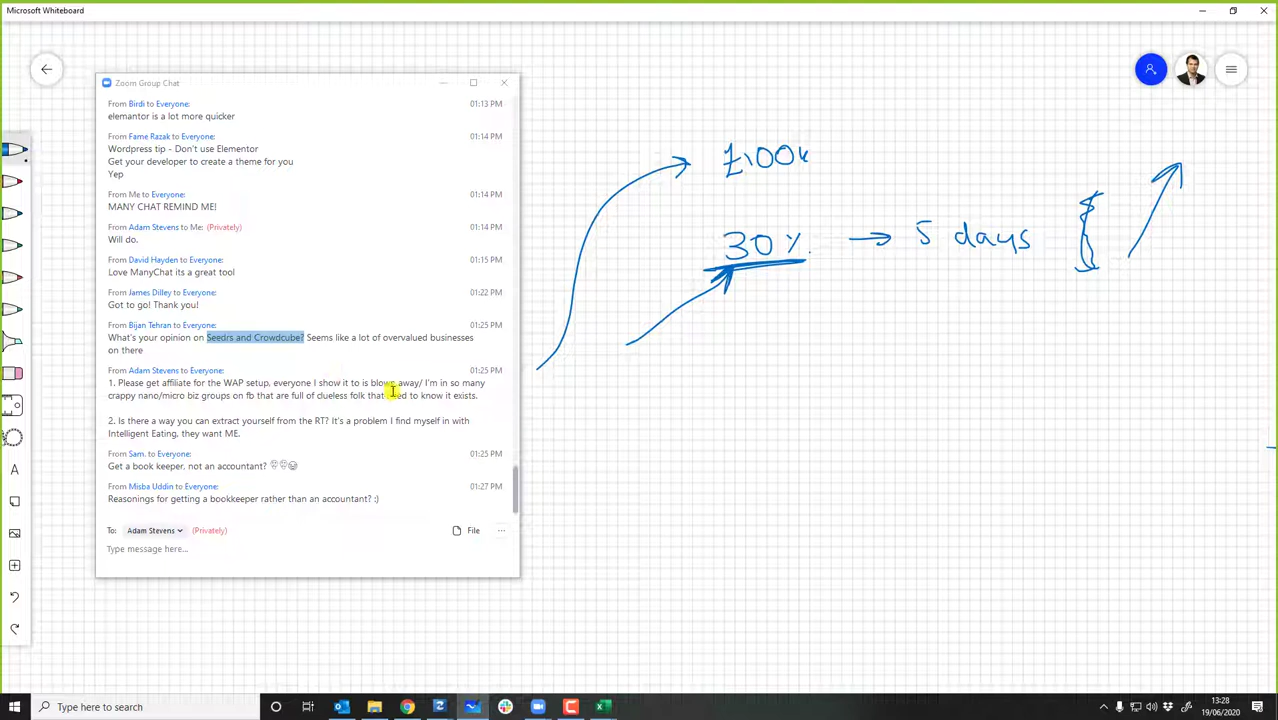 Microsoft Whiteboard
Zoom Group Chat
From Birdi to Everyone: 01:13 PM
elemantor is a lot more quicker
From Fame Razak to Everyone: 01:14 PM
Wordpress tip - Don't use Elementor
Get your developer to create a theme for you
Yep
From Me to Everyone: 01:14 PM
MANY CHAT REMIND ME!
From Adam Stevens to Me: (Privately) 01:14 PM
Will do.
From David Hayden to Everyone: 01:15 PM
Love ManyChat its a great tool
From James Dilley to Everyone: 01:22 PM
Got to go! Thank you!
From Bijan Tehran to Everyone: 01:25 PM
What's your opinion on Seedrs and Crowdcube? Seems like a lot of overvalued businesses
on there
From Adam Stevens to Everyone: 01:25 PM
1. Please get affiliate for the WAP setup, everyone I show it to is blown away/ I'm in so many
crappy nano/micro biz groups on fb that are full of clueless folk that need to know it exists.
2. Is there a way you can extract yourself from the RT? It's a problem I find myself in with
Intelligent Eating, they want ME.
From Sam. to Everyone: 01:25 PM
Get a book keeper, not an accountant?
From Misba Uddin to Everyone: 01:27 PM
Reasonings for getting a bookkeeper rather than an accountant? :)
To: Adam Stevens (Privately) File ...
Type message here...
£100k
30% → 5 days
A
Type here to search
13:28
19/06/2020